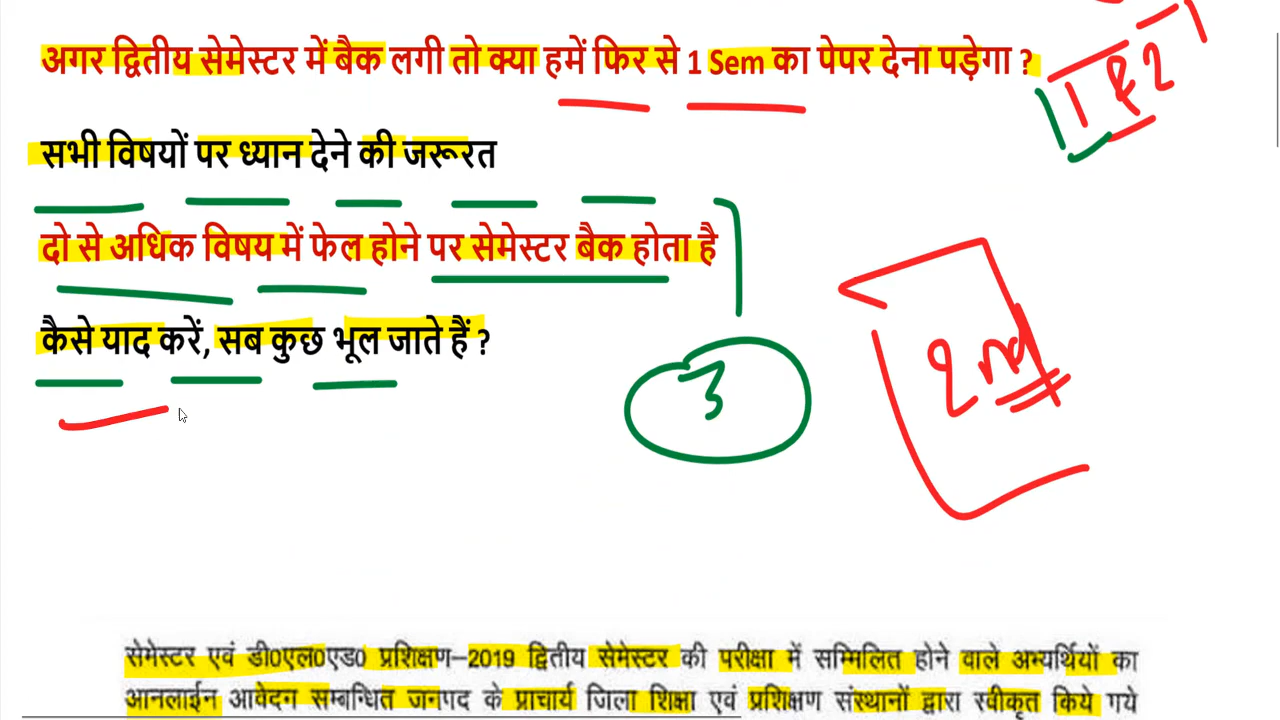 अगर द्वितीय सेमेस्टर में बैक लगी तो क्या हमें फिर से 1 Sem का पेपर देना पड़ेगा ?
1 & 2
सभी विषयों पर ध्यान देने की जरूरत
दो से अधिक विषय में फेल होने पर सेमेस्टर बैक होता है
कैसे याद करें, सब कुछ भूल जाते हैं ?
3
2nd
सेमेस्टर एवं डी0एल0एड0 प्रशिक्षण–2019 द्वितीय सेमेस्टर की परीक्षा में सम्मिलित होने वाले अभ्यर्थियों का
आनलाईन आवेदन सम्बन्धित जनपद के प्राचार्य जिला शिक्षा एवं प्रशिक्षण संस्थानों द्वारा स्वीकृत किये गये